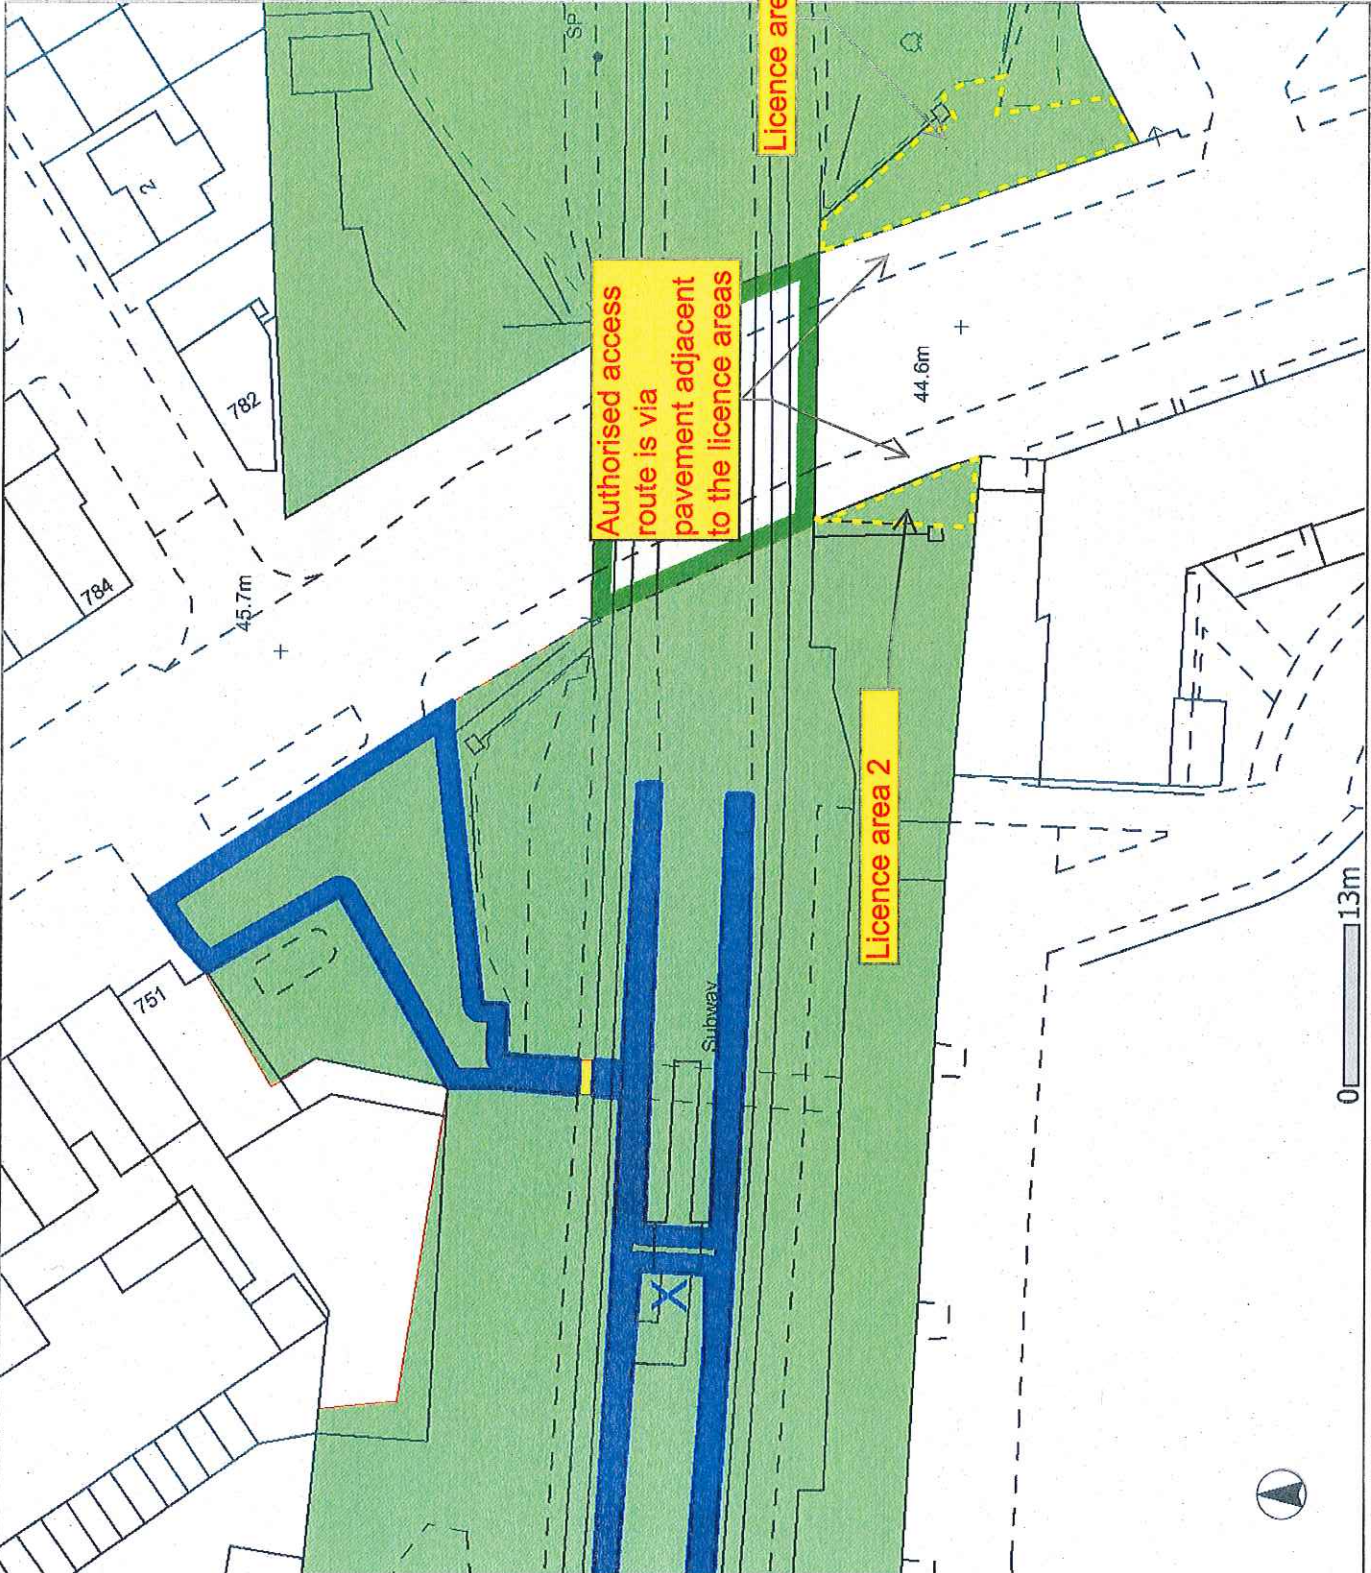 SP
Licence are
2
782
784
45.7m
Authorised access
route is via
pavement adjacent
to the licence areas
44.6m
751
Licence area 2
Subway
X
0 13m